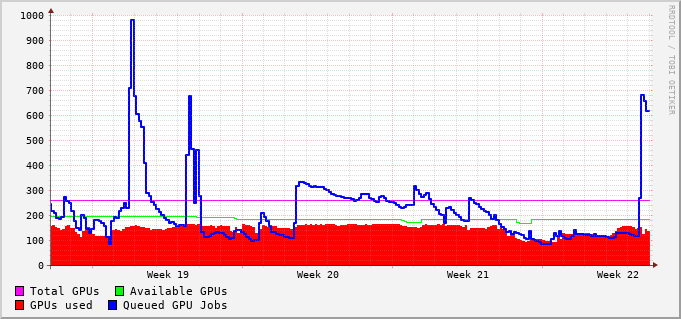 1000
900
800
700
600
500
400
300
200
100
0
Week 19 Week 20 Week 21 Week 22
Total GPUs Available GPUs
GPUs used Queued GPU Jobs
RRDTOOL / TOBI OETIKER